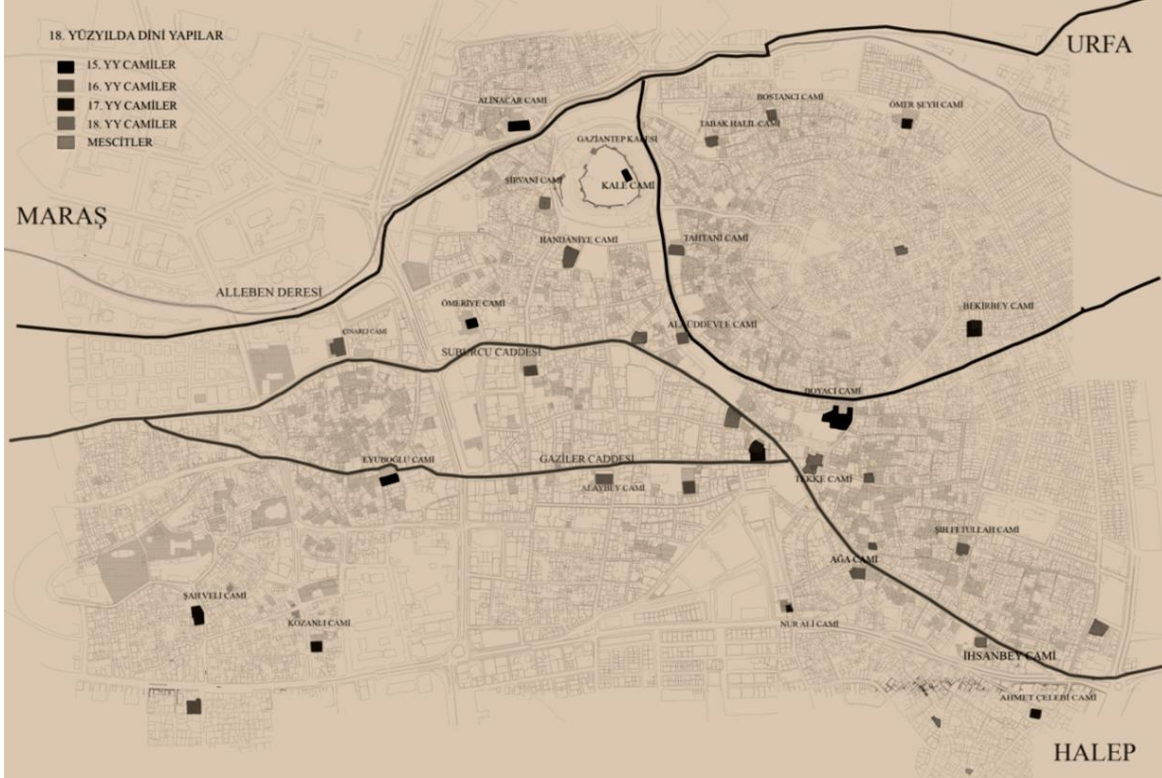 18. YÜZYILDA DİNİ YAPILAR
15. YY CAMİLER
16. YY CAMİLER
17. YY CAMİLER
18. YY CAMİLER
MESCİTLER
URFA
ALİNACAR CAMİ
BOSTANCI CAMİ
ÖMER ŞEYH CAMİ
TABAK HALİL CAMİ
GAZİANTEP KALESİ
ŞİRVANİ CAMİ
KALE CAMİ
MARAŞ
HANDANİYE CAMİ
TAHTANİ CAMİ
ALLEBEN DERESİ
ÖMERİYE CAMİ
BEKİRBEY CAMİ
ÇINARLI CAMİ
ALAÜDDEVLE CAMİ
SUBURCU CADDESİ
BOYACI CAMİ
EYUBOĞLU CAMİ
GAZİLER CADDESİ
TEKKE CAMİ
ALAYBEY CAMİ
ŞIH FETULLAH CAMİ
AĞA CAMİ
ŞAH VELİ CAMİ
KOZANLI CAMİ
NUR ALİ CAMİ
İHSANBEY CAMİ
AHMET ÇELEBİ CAMİ
HALEP